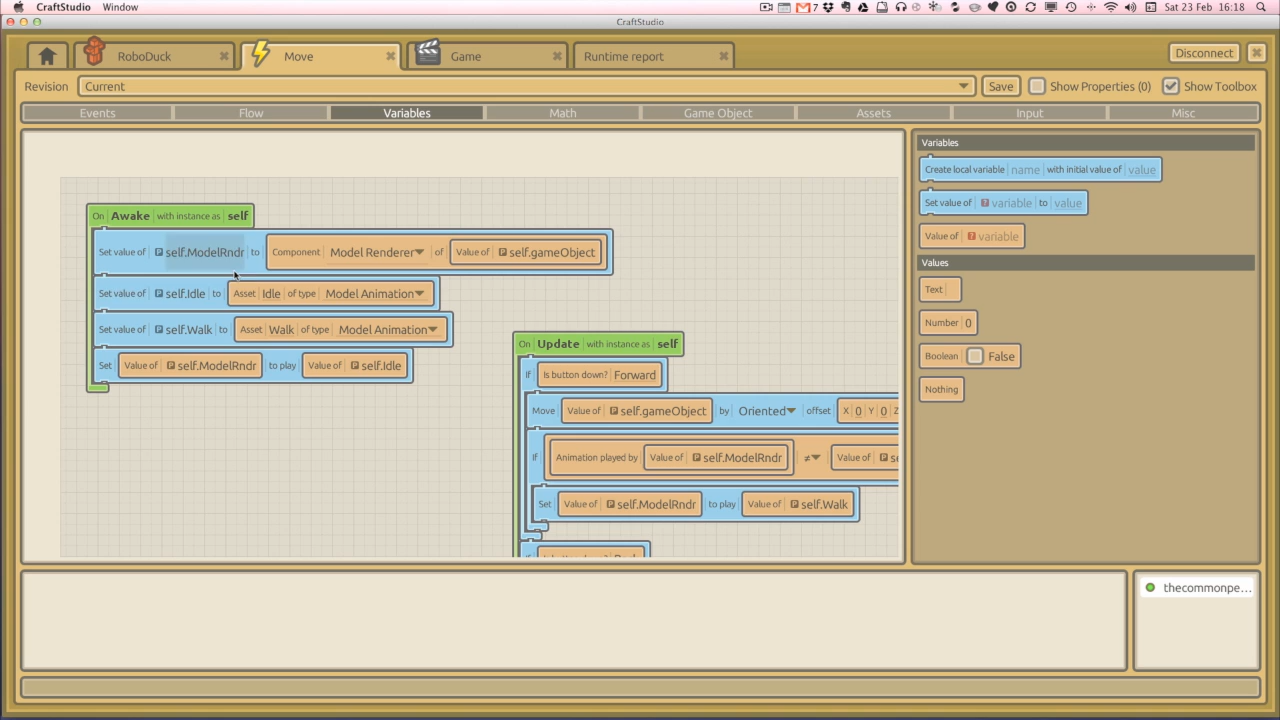 CraftStudio Window 7 Sat 23 Feb 16:18
CraftStudio
RoboDuck Move Game Runtime report Disconnect
Revision Current Save Show Properties (0) Show Toolbox
Events Flow Variables Math Game Object Assets Input Misc
On Awake with instance as self
Set value of self.ModelRndr to Component Model Renderer of Value of self.gameObject
Set value of self.Idle to Asset Idle of type Model Animation
Set value of self.Walk to Asset Walk of type Model Animation
Set Value of self.ModelRndr to play Value of self.Idle
On Update with instance as self
if Is button down? Forward
Move Value of self.gameObject by Oriented offset X 0 Y 0 Z
If Animation played by Value of self.ModelRndr ≠ Value of
Set Value of self.ModelRndr to play Value of self.Walk
Variables
Create local variable name with initial value of value
Set value of ? variable to value
Value of ? variable
Values
Text
Number 0
Boolean False
Nothing
thecommonpe...